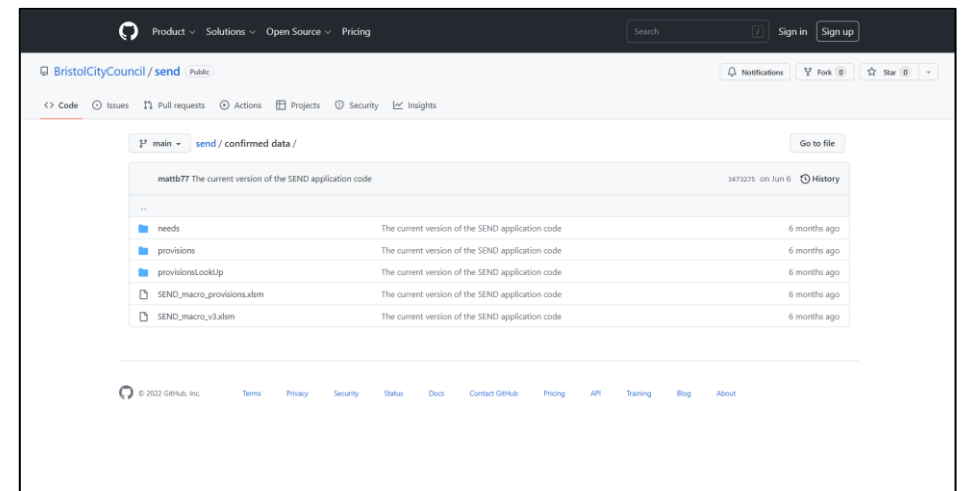 Product Solutions Open Source Pricing Search / Sign in Sign up
BristolCityCouncil / send Public Notifications Fork 0 Star 0
<> Code Issues Pull requests Actions Projects Security Insights
main send / confirmed data / Go to file
mattb77 The current version of the SEND application code 3473275 on Jun 6 History
..
needs The current version of the SEND application code 6 months ago
provisions The current version of the SEND application code 6 months ago
provisionsLookUp The current version of the SEND application code 6 months ago
SEND_macro_provisions.xlsm The current version of the SEND application code 6 months ago
SEND_macro_v3.xlsm The current version of the SEND application code 6 months ago
© 2022 GitHub, Inc. Terms Privacy Security Status Docs Contact GitHub Pricing API Training Blog About